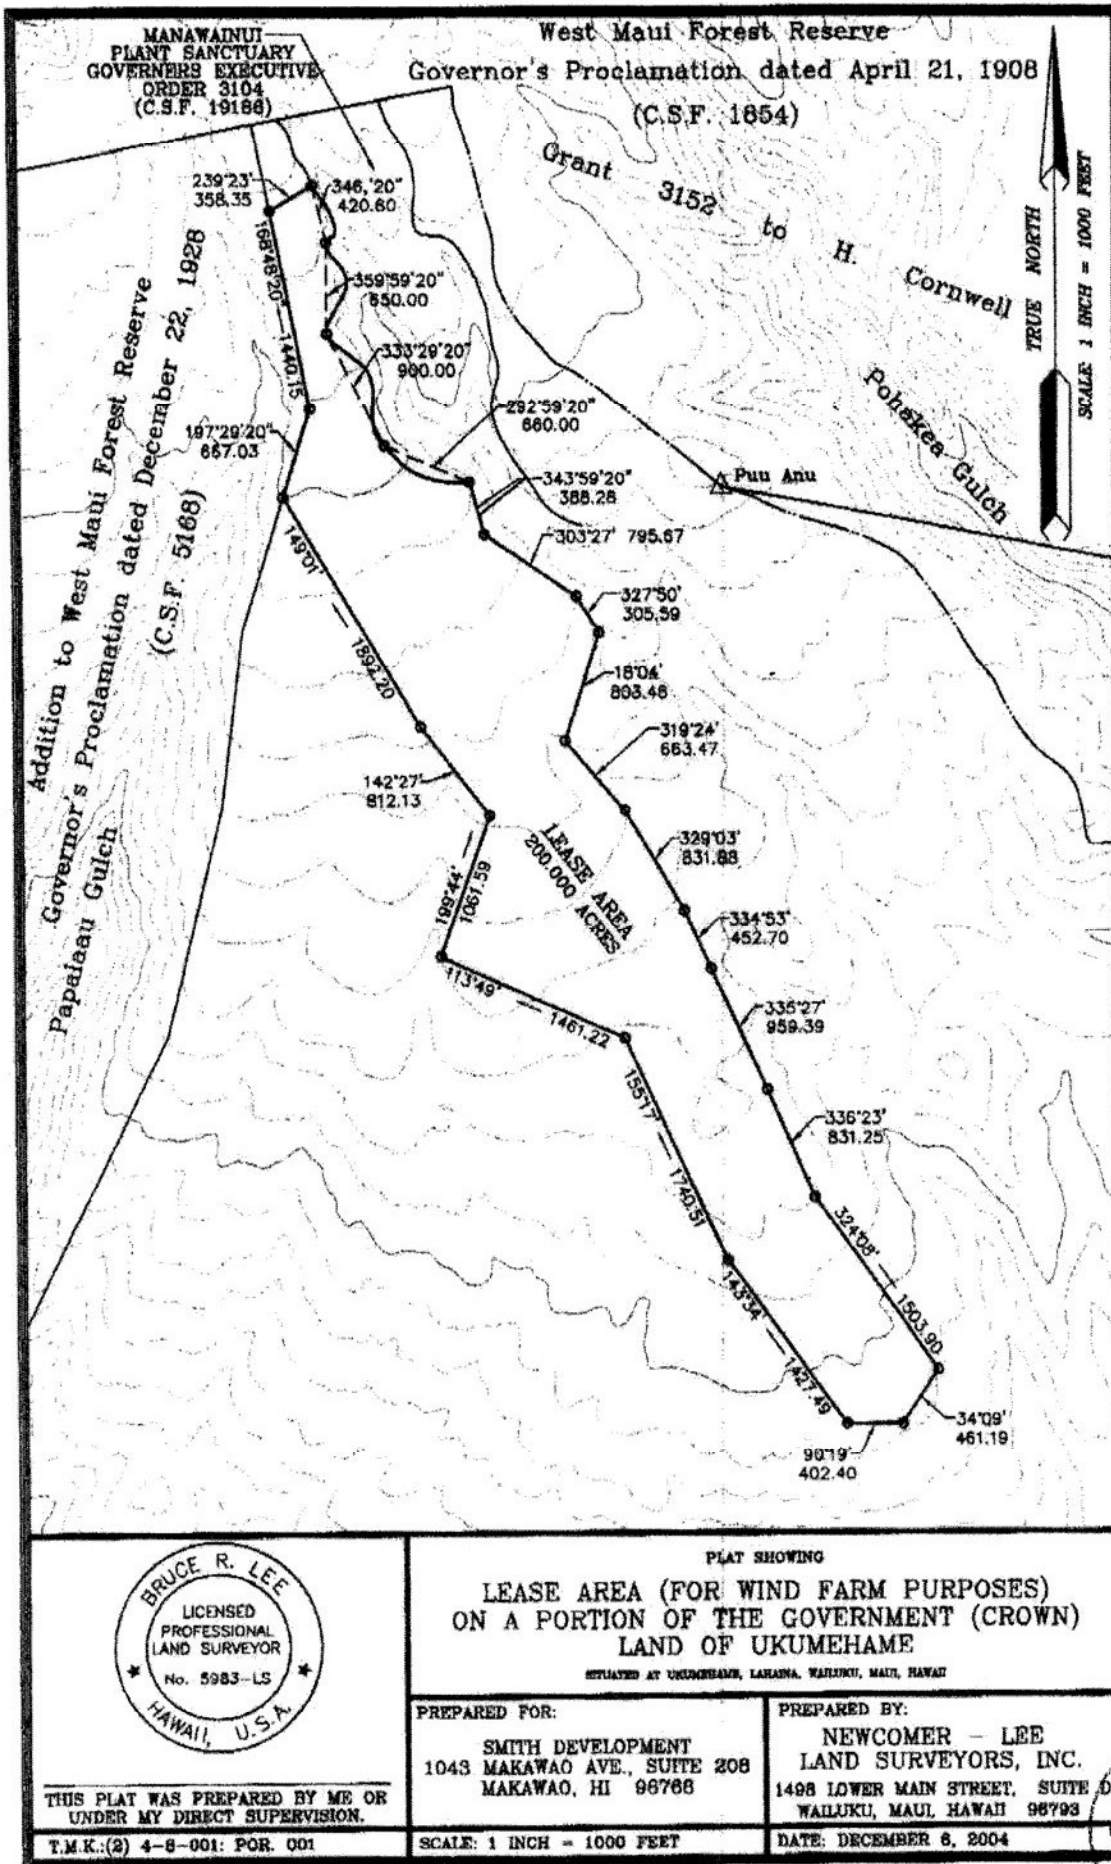 MANAWAINUI
PLANT SANCTUARY
GOVERNERS EXECUTIVE
ORDER 3104
(C.S.F. 19186)
West Maui Forest Reserve
Governor's Proclamation dated April 21, 1908
(C.S.F. 1854)
Grant 3152 to H. Cornwell
TRUE NORTH
SCALE: 1 INCH = 1000 FEET
Pohakea Gulch
Puu Anu
Addition to West Maui Forest Reserve
Governor's Proclamation dated December 22, 1928
(C.S.F. 5168)
Papalaau Gulch
239°23'
358.35
346,'20"
420.60
168°48'20"
1440.15
359°59'20"
650.00
333°29'20"
900.00
292°59'20"
660.00
197°29'20"
667.03
343°59'20"
388.28
303°27' 795.67
149°01'
1892.20
327°50'
305.59
18°04'
803.46
319°24'
663.47
142°27'
812.13
329°03'
831.88
LEASE AREA
200.000 ACRES
199°44'
1061.59
334°53'
452.70
113°49'
1461.22
335°27'
959.39
155°17'
1740.51
336°23'
831.25
324°08'
1503.90
143°34'
1427.49
34°09'
461.19
90°19'
402.40
BRUCE R. LEE
LICENSED
PROFESSIONAL
LAND SURVEYOR
No. 5983-LS
HAWAII, U.S.A.
THIS PLAT WAS PREPARED BY ME OR
UNDER MY DIRECT SUPERVISION.
T.M.K.:(2) 4-8-001: POR. 001
PLAT SHOWING
LEASE AREA (FOR WIND FARM PURPOSES)
ON A PORTION OF THE GOVERNMENT (CROWN)
LAND OF UKUMEHAME
SITUATED AT UKUMEHAME, LAHAINA, WAILUKU, MAUI, HAWAII
PREPARED FOR:
SMITH DEVELOPMENT
1043 MAKAWAO AVE., SUITE 208
MAKAWAO, HI 96768
SCALE: 1 INCH = 1000 FEET
PREPARED BY:
NEWCOMER - LEE
LAND SURVEYORS, INC.
1498 LOWER MAIN STREET, SUITE D
WAILUKU, MAUI, HAWAII 96793
DATE: DECEMBER 6, 2004